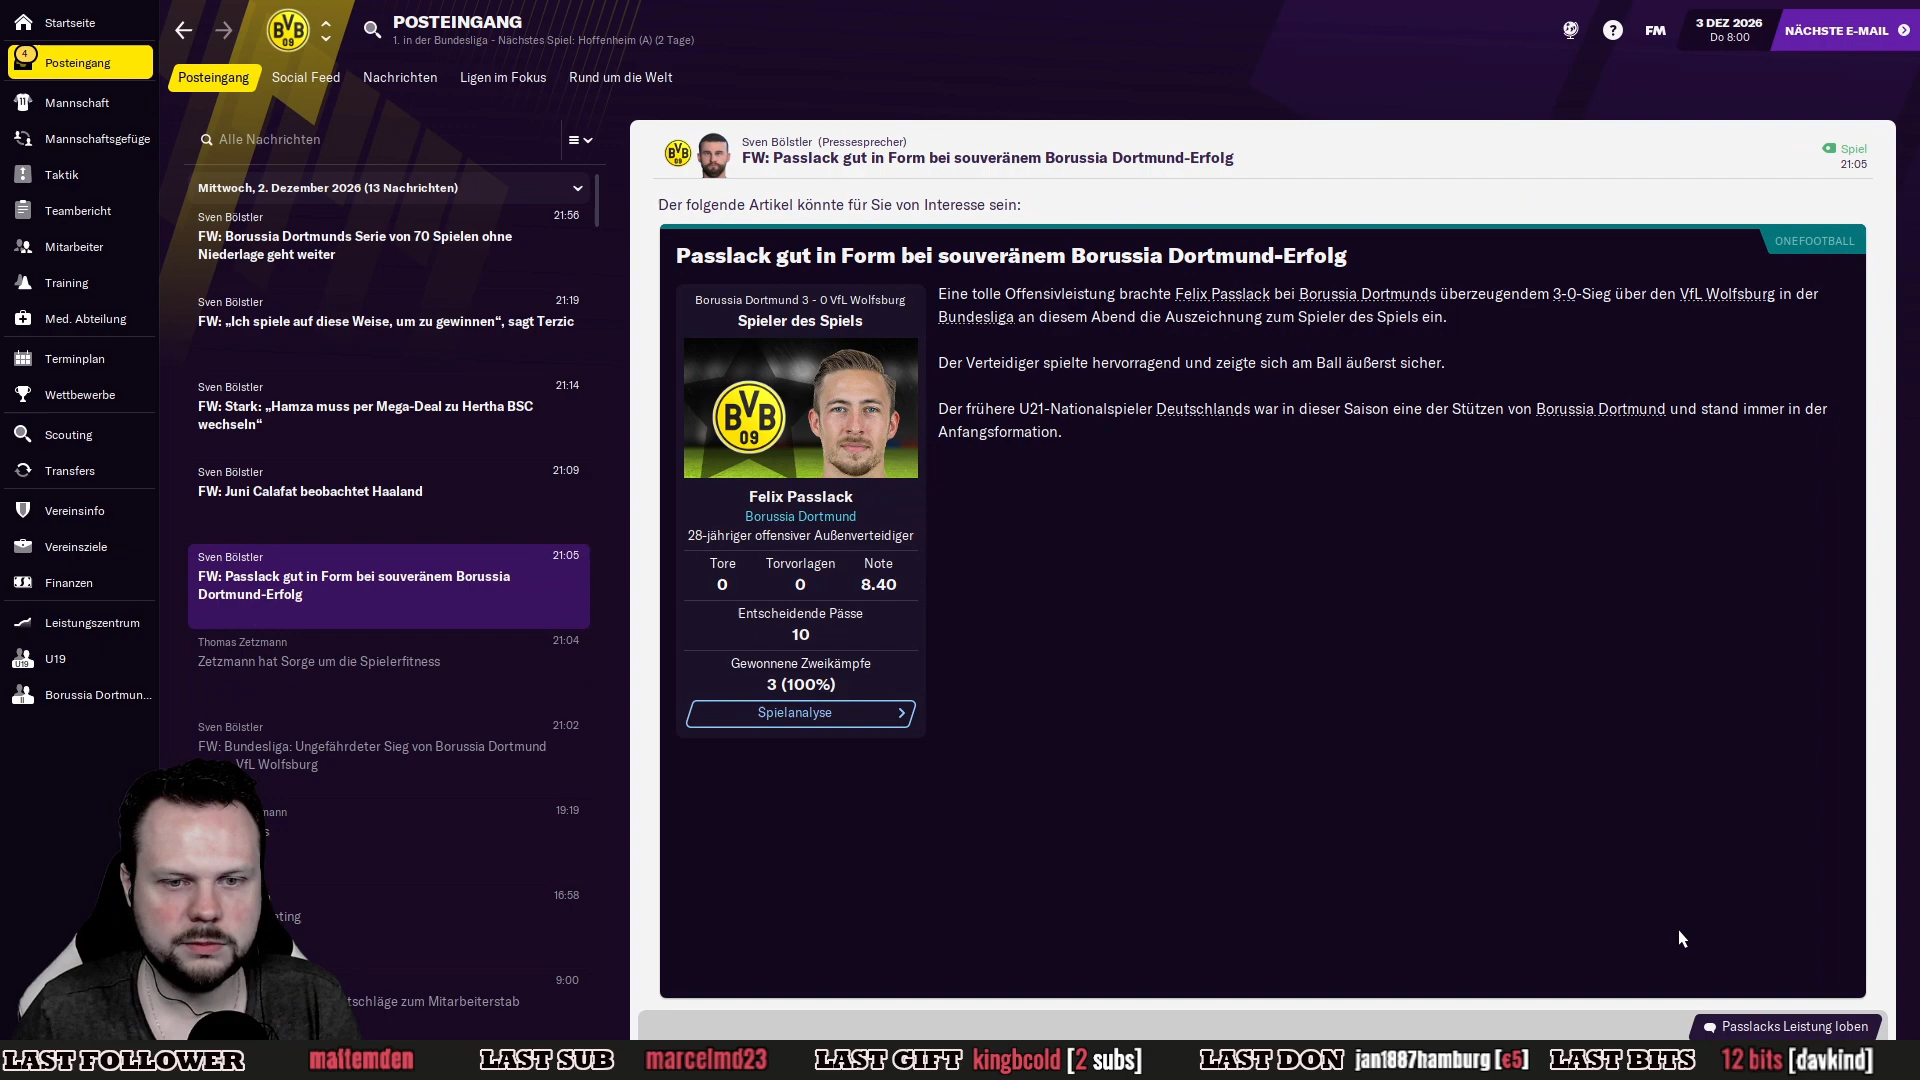 Startseite
4
Posteingang
Mannschaft
Mannschaftsgefüge
Taktik
Teambericht
Mitarbeiter
Training
Med. Abteilung
Terminplan
Wettbewerbe
Scouting
Transfers
Vereinsinfo
Vereinsziele
Finanzen
Leistungszentrum
U19
Borussia Dortmun...
BVB 09
POSTEINGANG
1. in der Bundesliga - Nächstes Spiel: Hoffenheim (A) (2 Tage)
FM
3 DEZ 2026
Do 8:00
NÄCHSTE E-MAIL
Posteingang
Social Feed
Nachrichten
Ligen im Fokus
Rund um die Welt
Alle Nachrichten
Mittwoch, 2. Dezember 2026 (13 Nachrichten)
Sven Bölstler 21:56
FW: Borussia Dortmunds Serie von 70 Spielen ohne
Niederlage geht weiter
Sven Bölstler 21:19
FW: „Ich spiele auf diese Weise, um zu gewinnen“, sagt Terzic
Sven Bölstler 21:14
FW: Stark: „Hamza muss per Mega-Deal zu Hertha BSC
wechseln“
Sven Bölstler 21:09
FW: Juni Calafat beobachtet Haaland
Sven Bölstler 21:05
FW: Passlack gut in Form bei souveränem Borussia
Dortmund-Erfolg
Thomas Zetzmann 21:04
Zetzmann hat Sorge um die Spielerfitness
Sven Bölstler 21:02
FW: Bundesliga: Ungefährdeter Sieg von Borussia Dortmund
VfL Wolfsburg
mann 19:19
s
16:58
eting
9:00
tschläge zum Mitarbeiterstab
Sven Bölstler (Pressesprecher)
FW: Passlack gut in Form bei souveränem Borussia Dortmund-Erfolg
Spiel
21:05
Der folgende Artikel könnte für Sie von Interesse sein:
ONEFOOTBALL
Passlack gut in Form bei souveränem Borussia Dortmund-Erfolg
Borussia Dortmund 3 - 0 VfL Wolfsburg
Spieler des Spiels
BVB 09
Felix Passlack
Borussia Dortmund
28-jähriger offensiver Außenverteidiger
Tore Torvorlagen Note
0 0 8.40
Entscheidende Pässe
10
Gewonnene Zweikämpfe
3 (100%)
Spielanalyse
Eine tolle Offensivleistung brachte Felix Passlack bei Borussia Dortmunds überzeugendem 3-0-Sieg über den VfL Wolfsburg in der
Bundesliga an diesem Abend die Auszeichnung zum Spieler des Spiels ein.
Der Verteidiger spielte hervorragend und zeigte sich am Ball äußerst sicher.
Der frühere U21-Nationalspieler Deutschlands war in dieser Saison eine der Stützen von Borussia Dortmund und stand immer in der
Anfangsformation.
Passlacks Leistung loben
LAST FOLLOWER mattemden LAST SUB marcelmd23 LAST GIFT kingbcold [2 subs] LAST DON jan1887hamburg [€5] LAST BITS 12 bits [davkind]